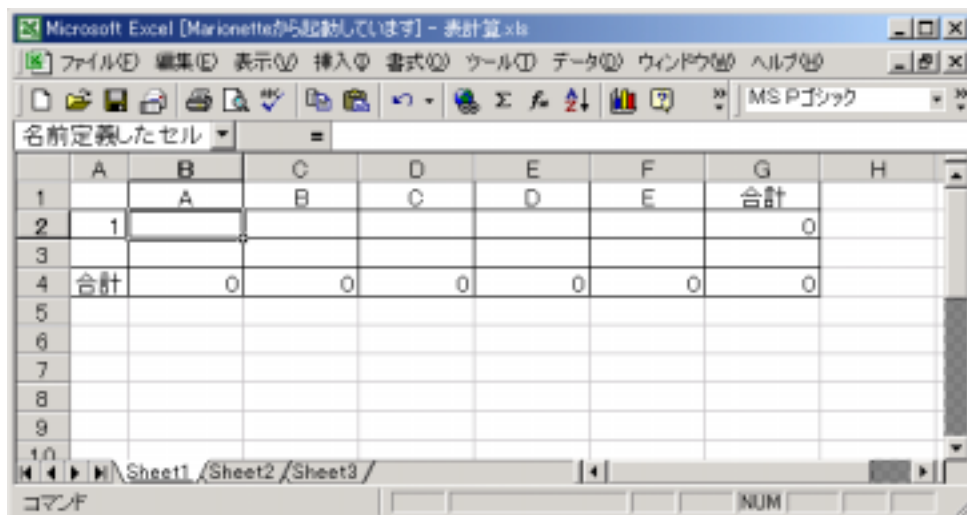 Microsoft Excel [Marionetteから起動しています] - 表計算.xls
ファイル(F) 編集(E) 表示(V) 挿入(I) 書式(O) ツール(T) データ(D) ウィンドウ(W) ヘルプ(H)
MS Pゴシック
名前定義したセル =
A B C D E F G H
1 A B C D E 合計
2 1 0
3
4 合計 0 0 0 0 0 0
5
6
7
8
9
10
Sheet1 Sheet2 Sheet3
コマンド NUM